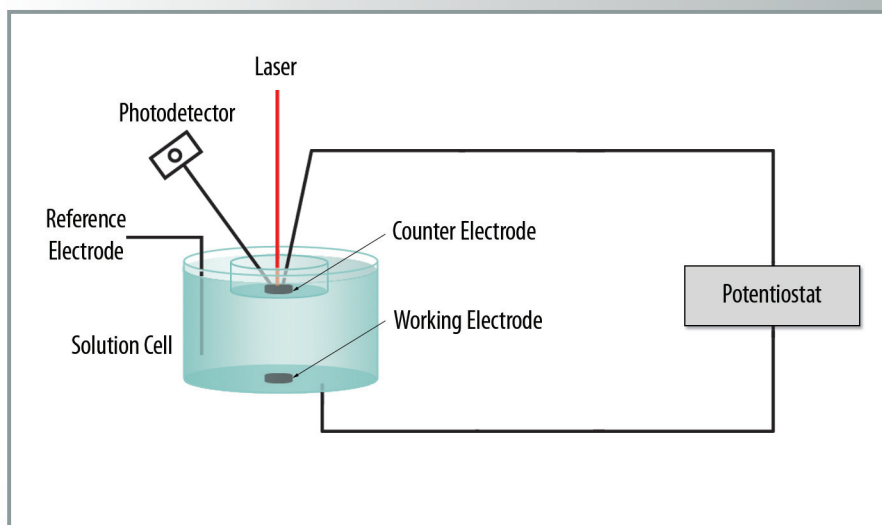 Laser
Photodetector
Reference
Electrode
Counter Electrode
Potentiostat
Working Electrode
Solution Cell